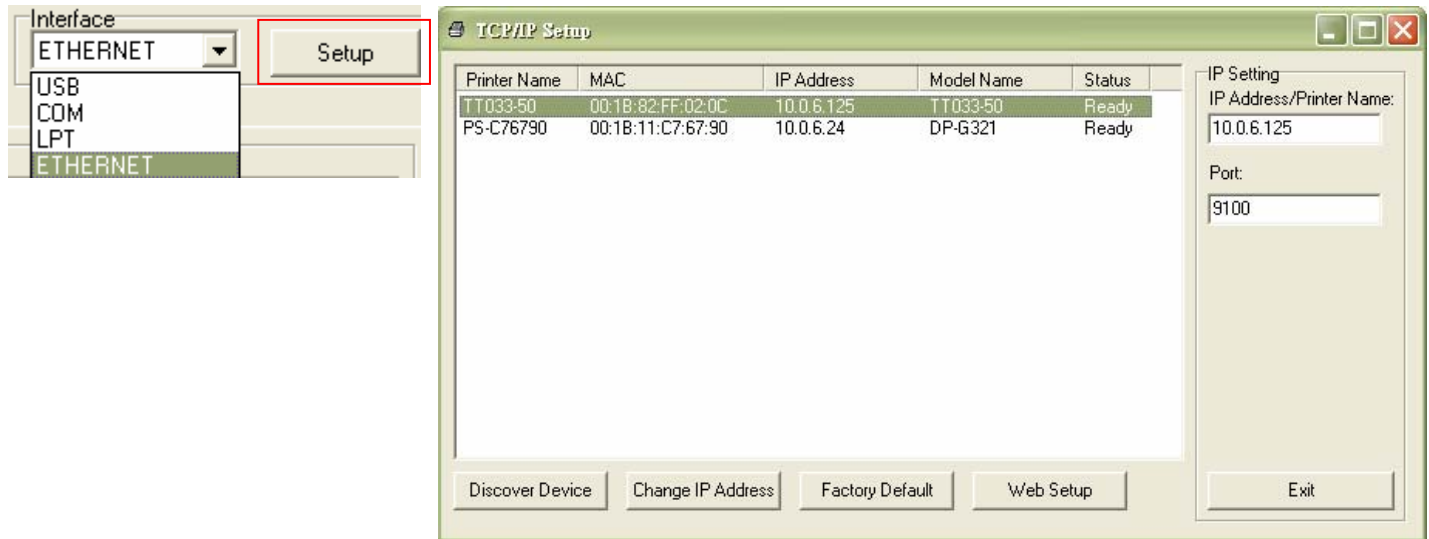 Interface
ETHERNET
Setup
USB
COM
LPT
ETHERNET
TCP/IP Setup
Printer Name MAC IP Address Model Name Status
TT033-50 00:1B:82:FF:02:0C 10.0.6.125 TT033-50 Ready
PS-C76790 00:1B:11:C7:67:90 10.0.6.24 DP-G321 Ready
IP Setting
IP Address/Printer Name:
10.0.6.125
Port:
9100
Discover Device Change IP Address Factory Default Web Setup Exit